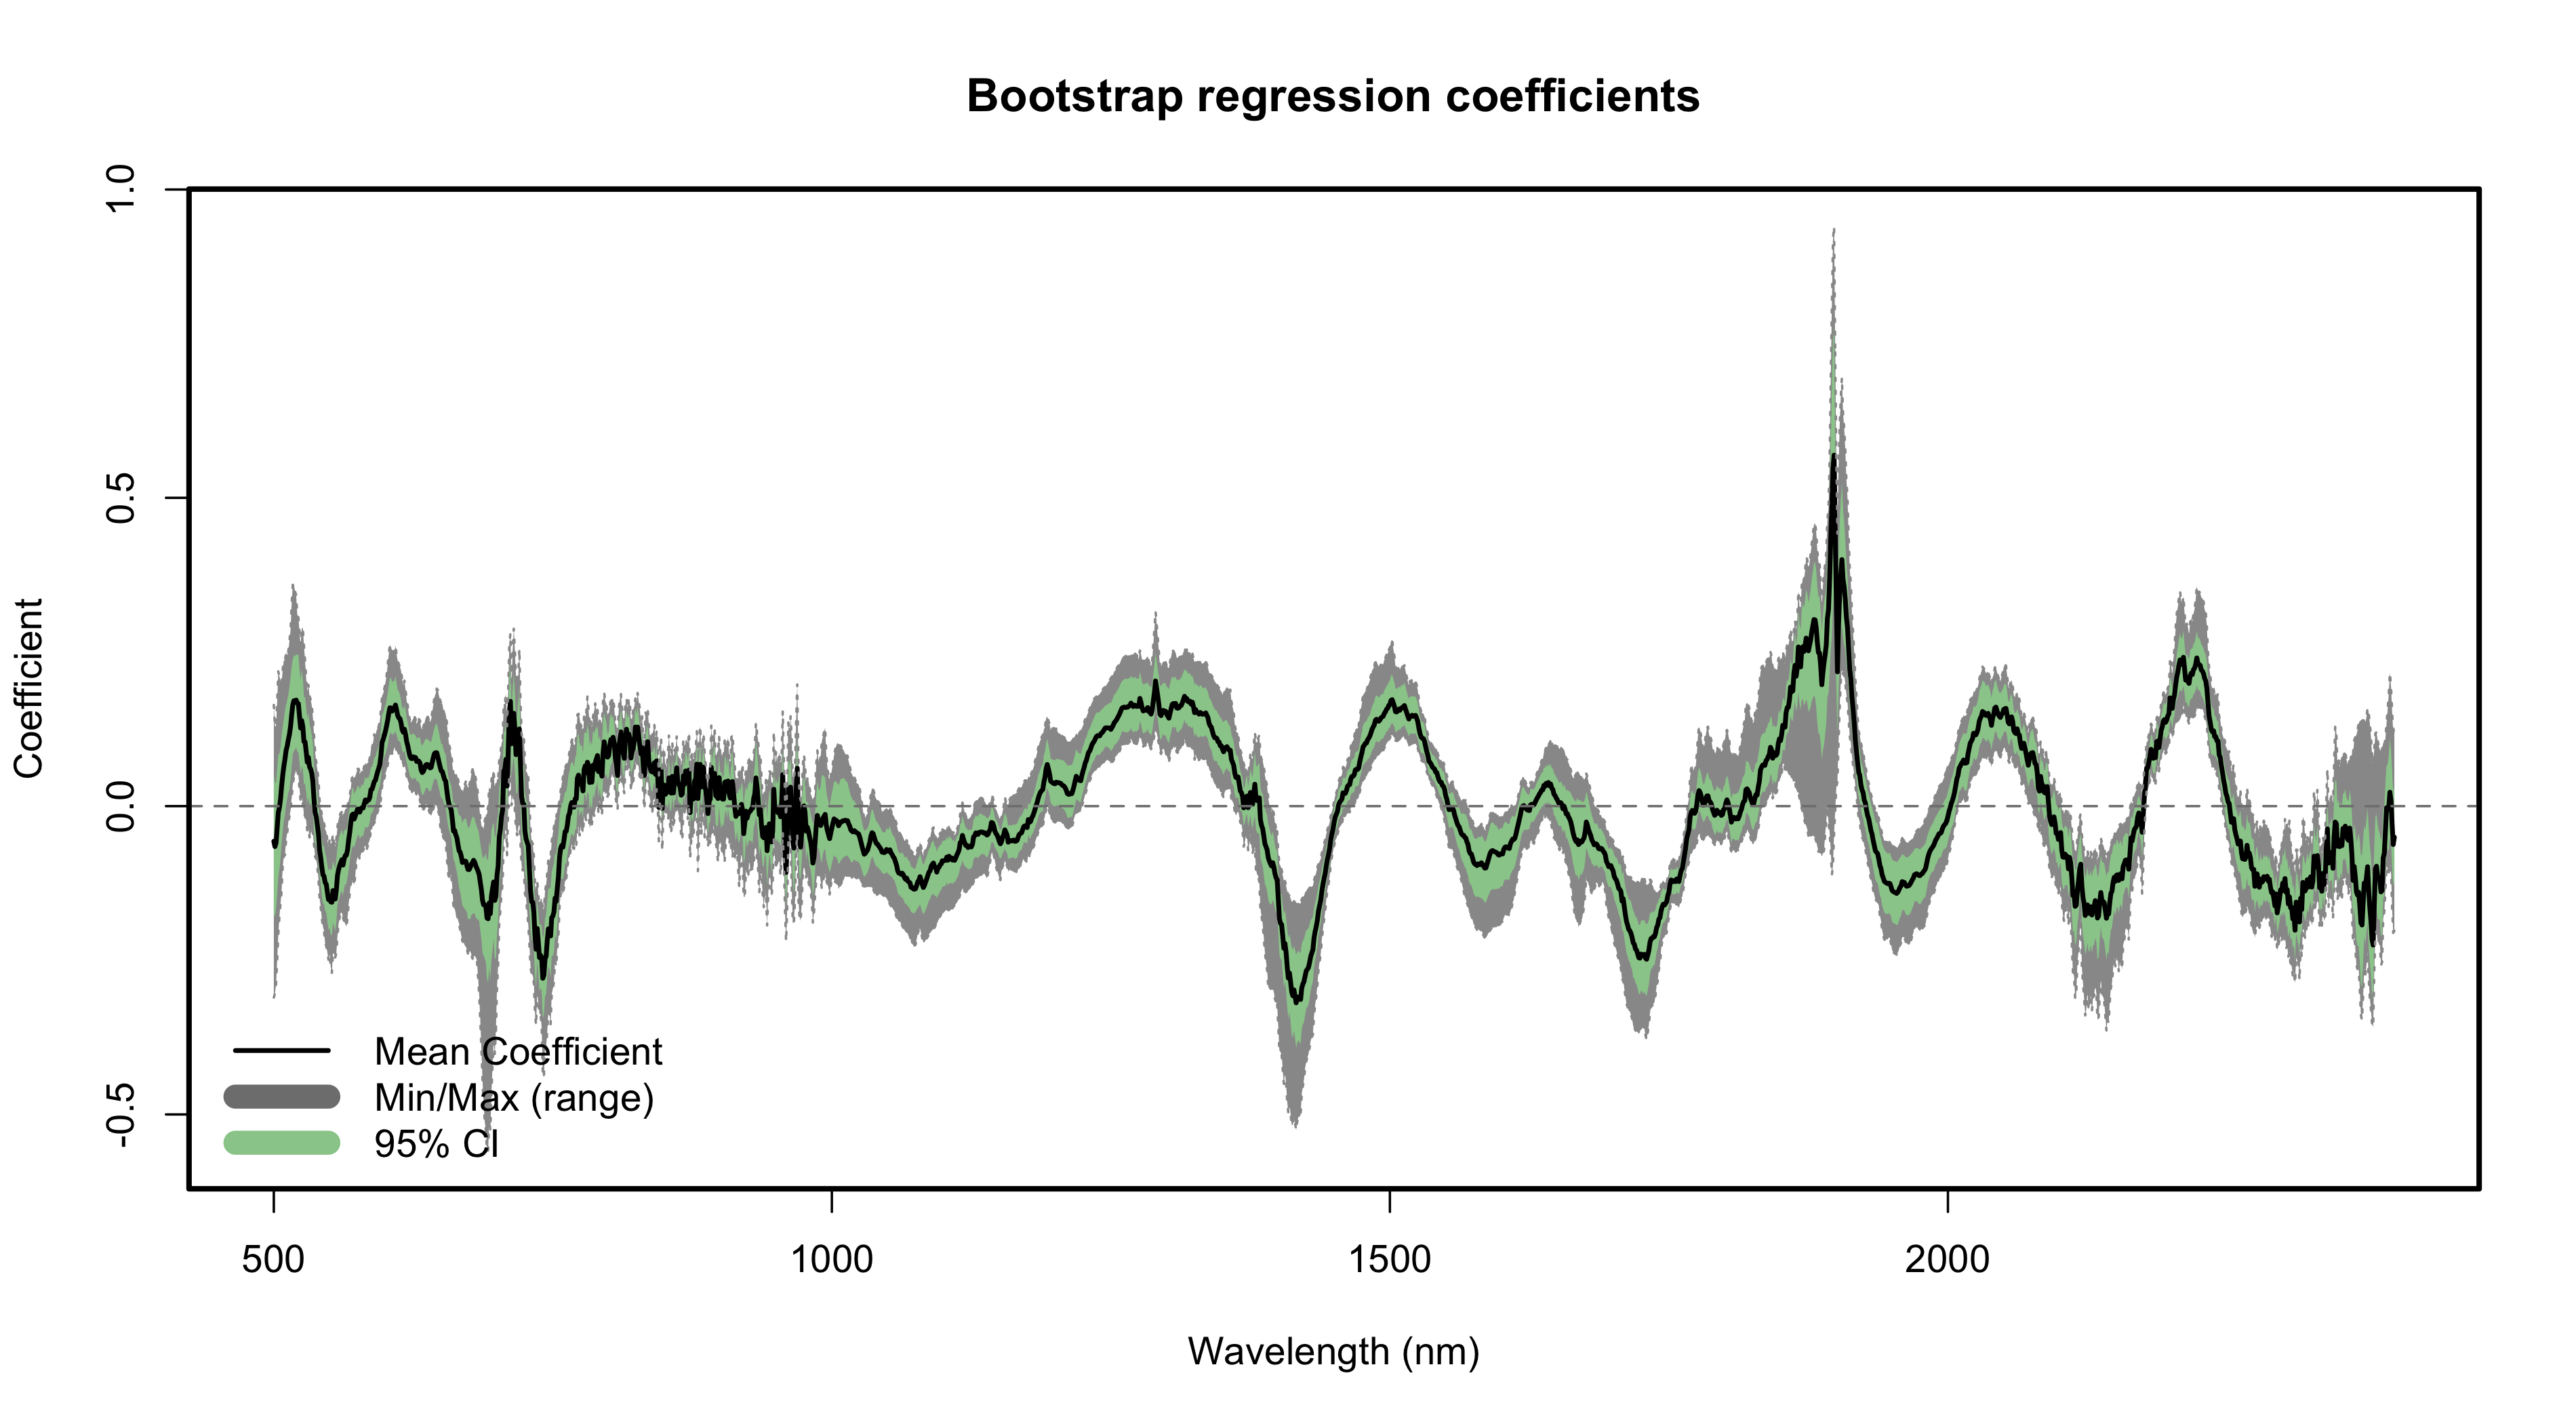 Bootstrap regression coefficients
1.0
0.5
0.0
-0.5
Coefficient
Mean Coefficient
Min/Max (range)
95% CI
500
1000
1500
2000
Wavelength (nm)